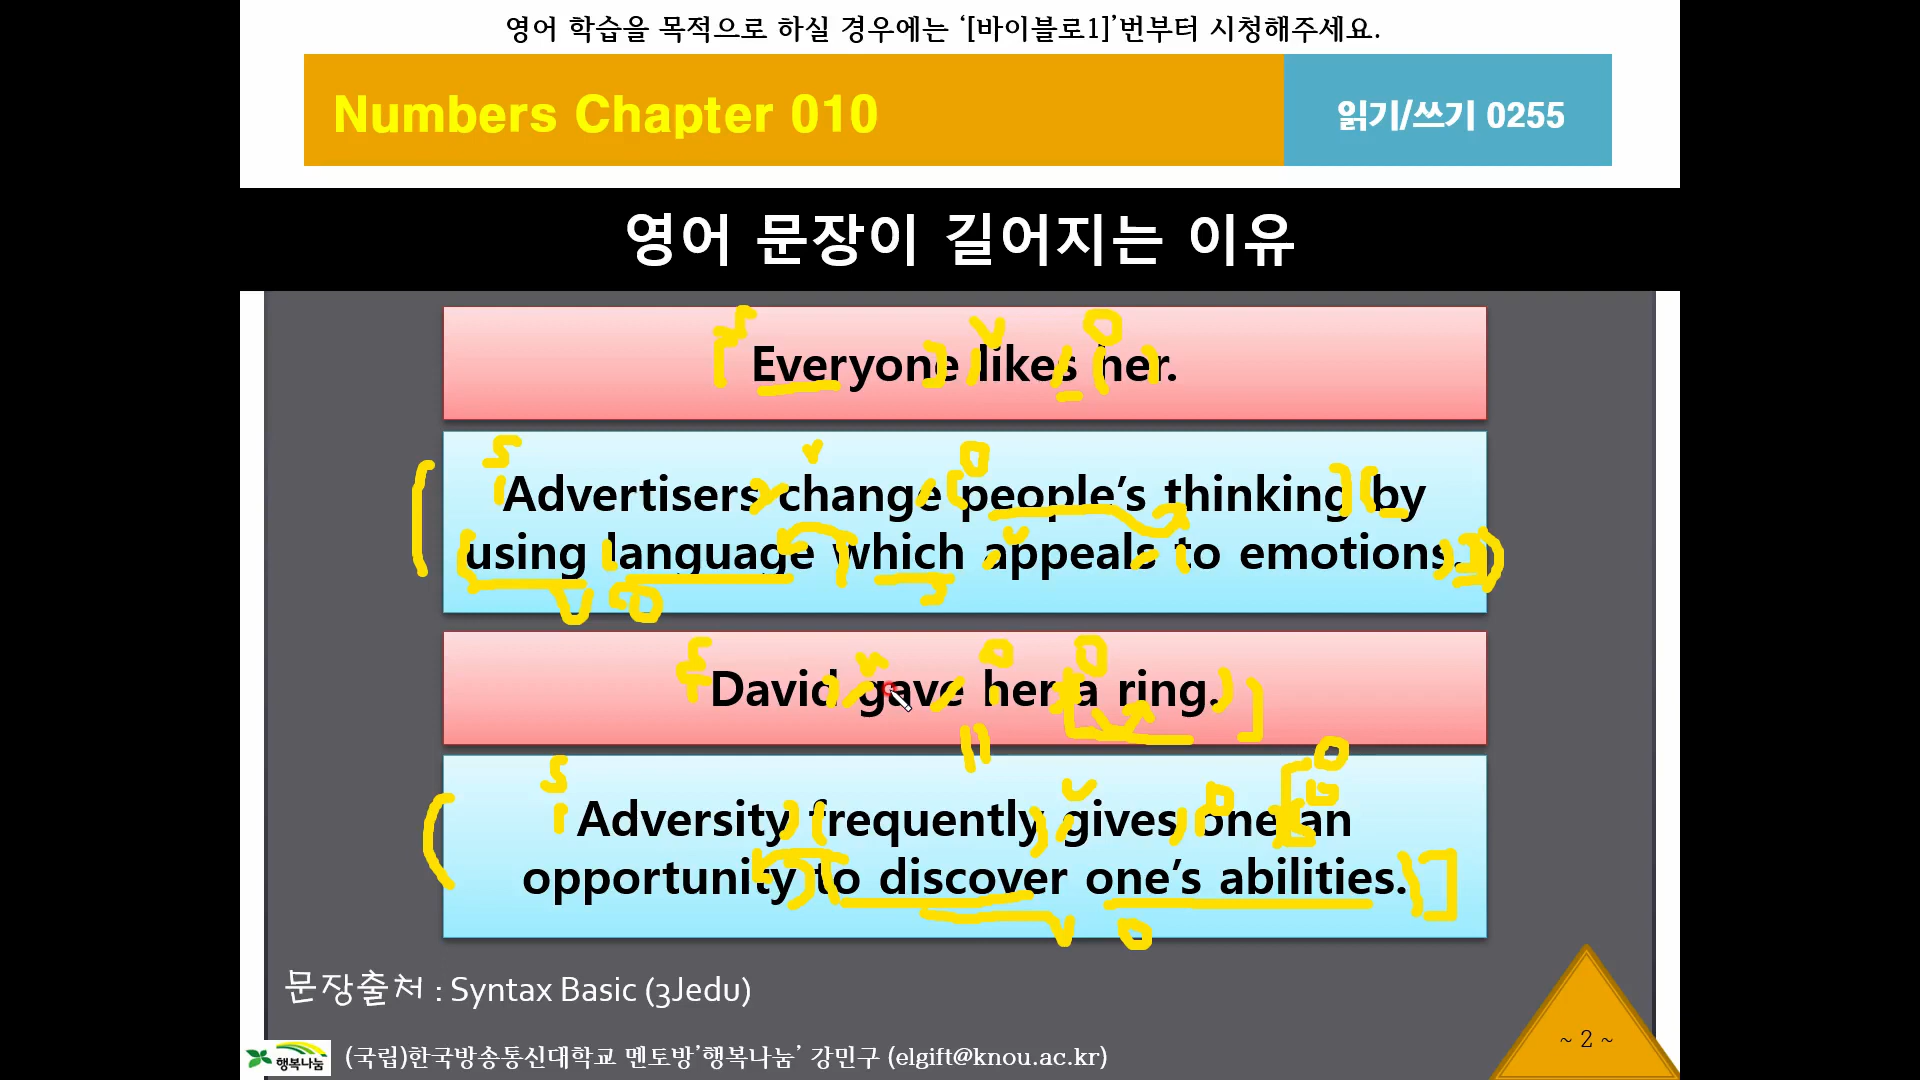 영어 학습을 목적으로 하실 경우에는 ‘[바이블로1]’번부터 시청해주세요.
Numbers Chapter 010
읽기/쓰기 0255
영어 문장이 길어지는 이유
Everyone likes her.
Advertisers change people’s thinking by
using language which appeals to emotions.
David gave her a ring.
Adversity frequently gives one an
opportunity to discover one’s abilities.
문장출처 : Syntax Basic (3Jedu)
~ 2 ~
행복나눔
(국립)한국방송통신대학교 멘토방’행복나눔’ 강민구 (elgift@knou.ac.kr)